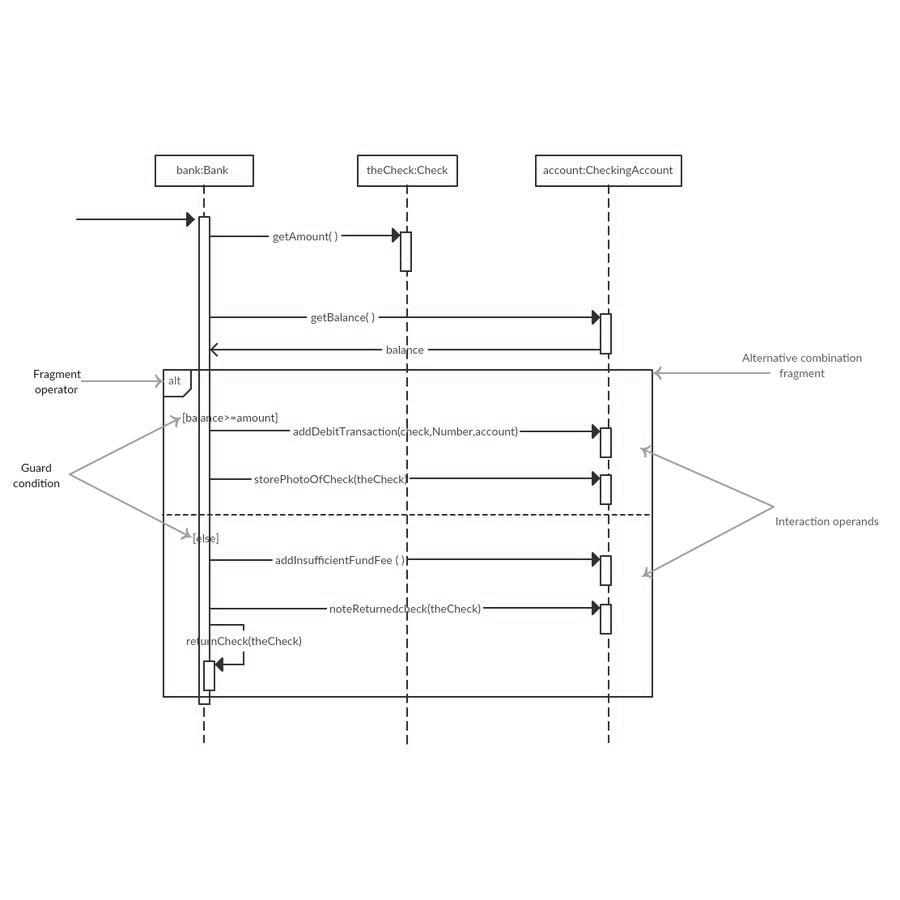 bank:Bank
theCheck:Check
account:CheckingAccount
getAmount( )
getBalance( )
balance
Alternative combination
fragment
Fragment
operator
alt
[balance>=amount]
addDebitTransaction(check,Number,account)
Guard
condition
storePhotoOfCheck(theCheck)
Interaction operands
[else]
addInsufficientFundFee ( )
noteReturnedcheck(theCheck)
returnCheck(theCheck)